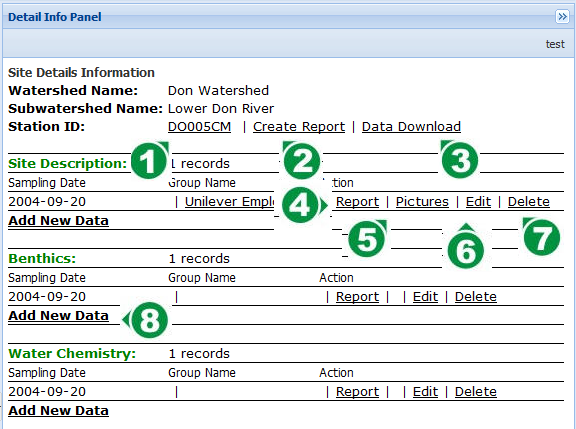 Detail Info Panel »
test
Site Details Information
Watershed Name: Don Watershed
Subwatershed Name: Lower Don River
Station ID: DO005CM | Create Report | Data Download
1 2 3
Site Description: 1 records
Sampling Date Group Name ction
2004-09-20 | Unilever Emp 4 Report | Pictures | Edit | Delete
Add New Data
5 6 7
Benthics: 1 records
Sampling Date Group Name Action
2004-09-20 | | Report | | Edit | Delete
Add New Data 8
Water Chemistry: 1 records
Sampling Date Group Name Action
2004-09-20 | | Report | | Edit | Delete
Add New Data